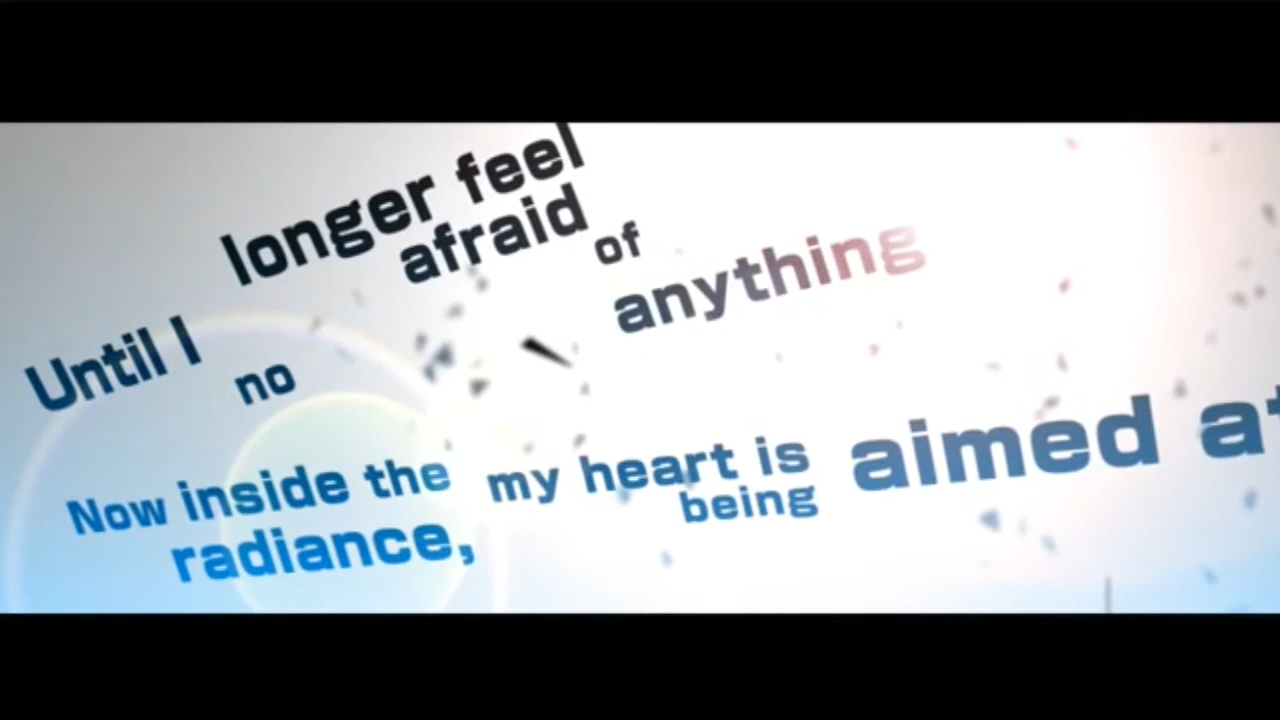 Until I no longer feel afraid of anything
Now inside the radiance, my heart is being aimed at